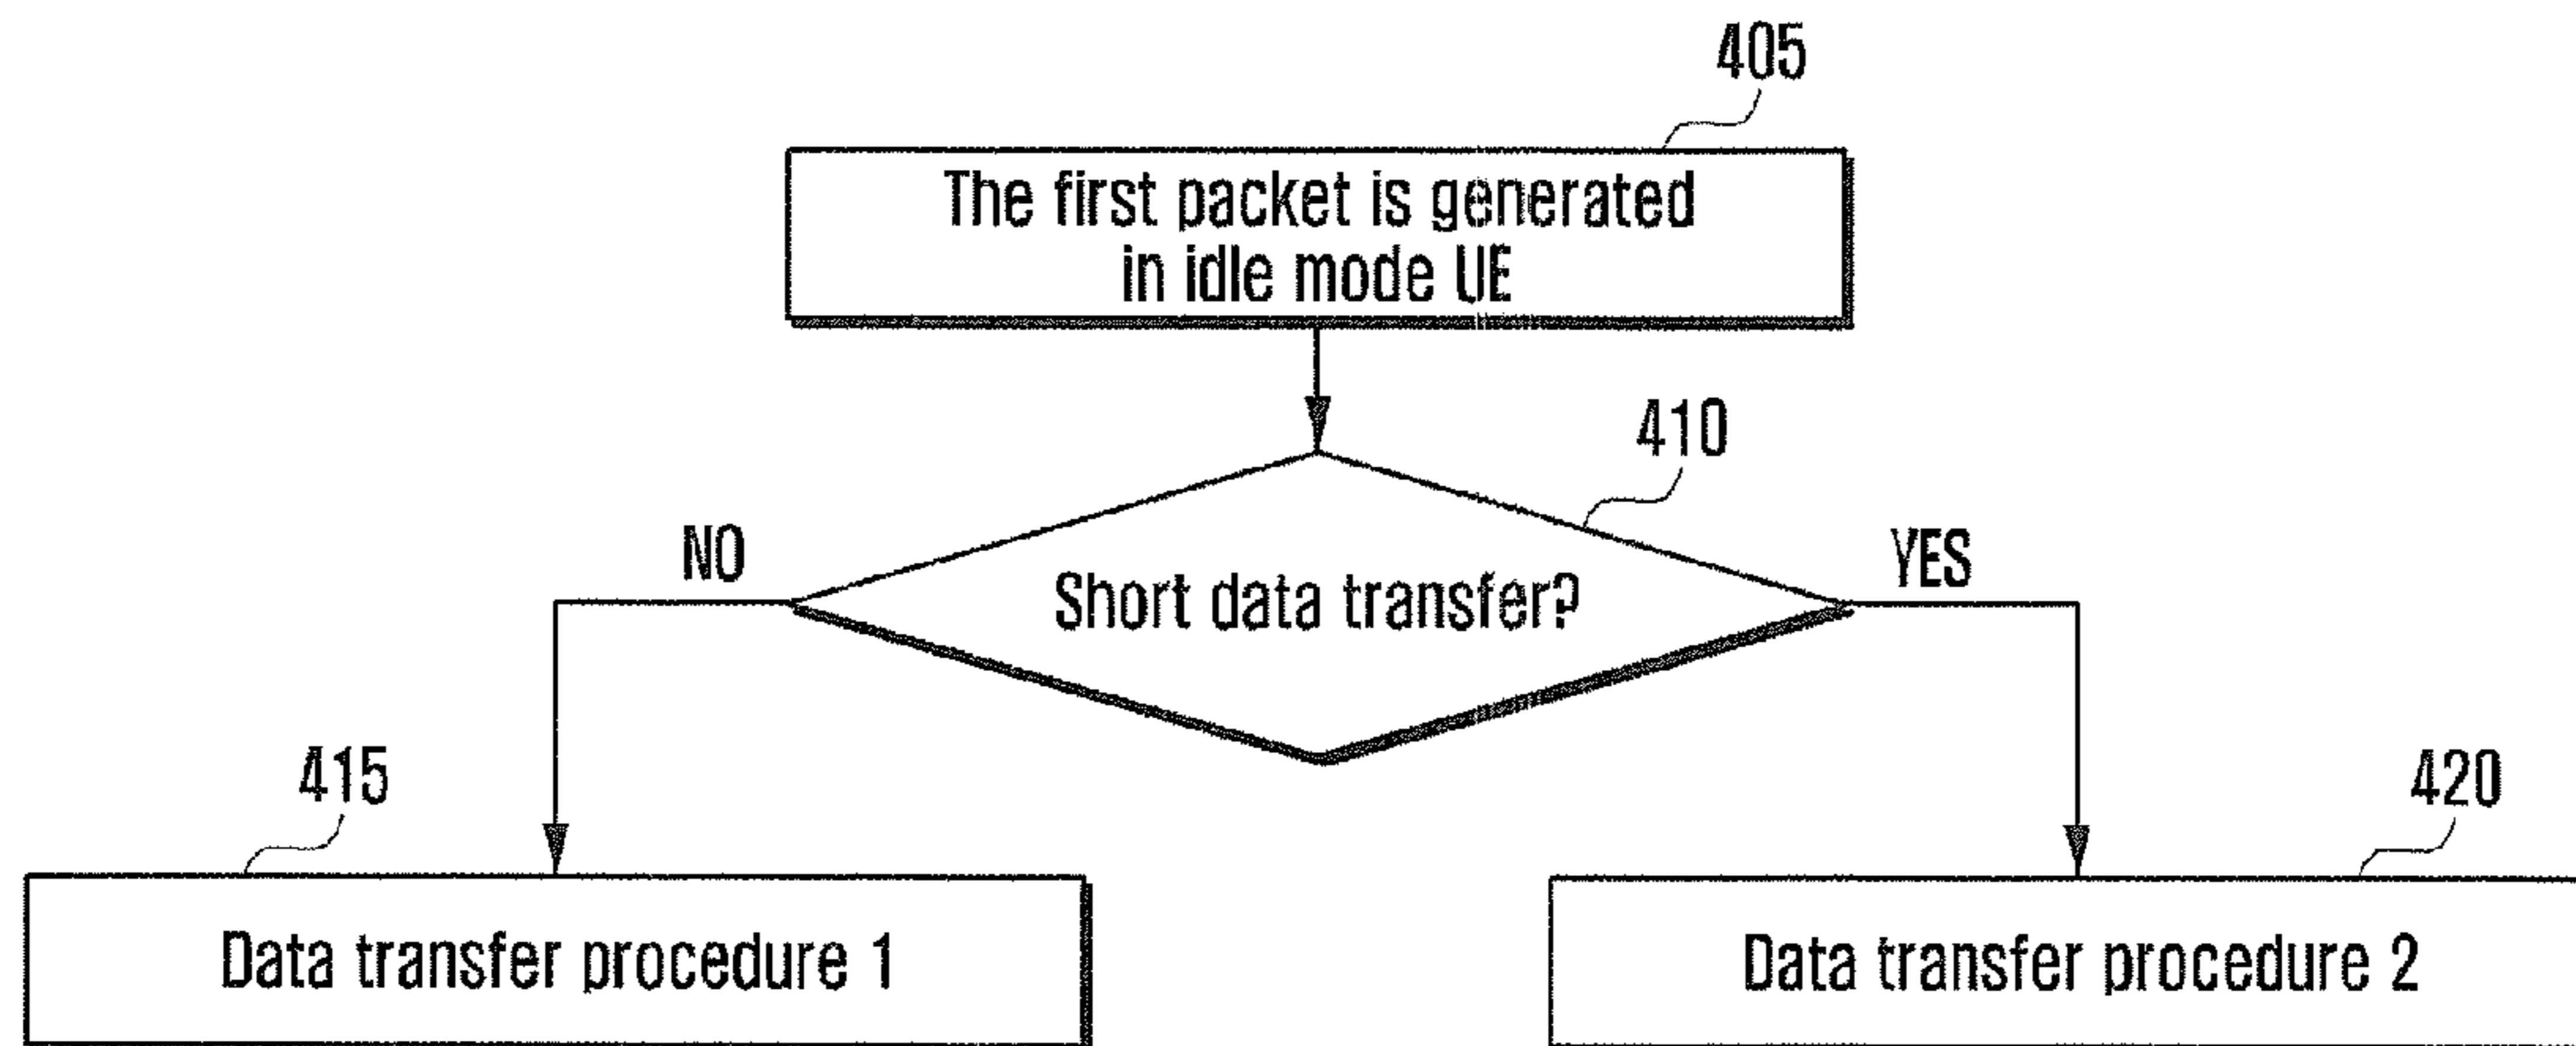 405
The first packet is generated
in idle mode UE
410
NO
YES
Short data transfer?
415
420
Data transfer procedure 1
Data transfer procedure 2